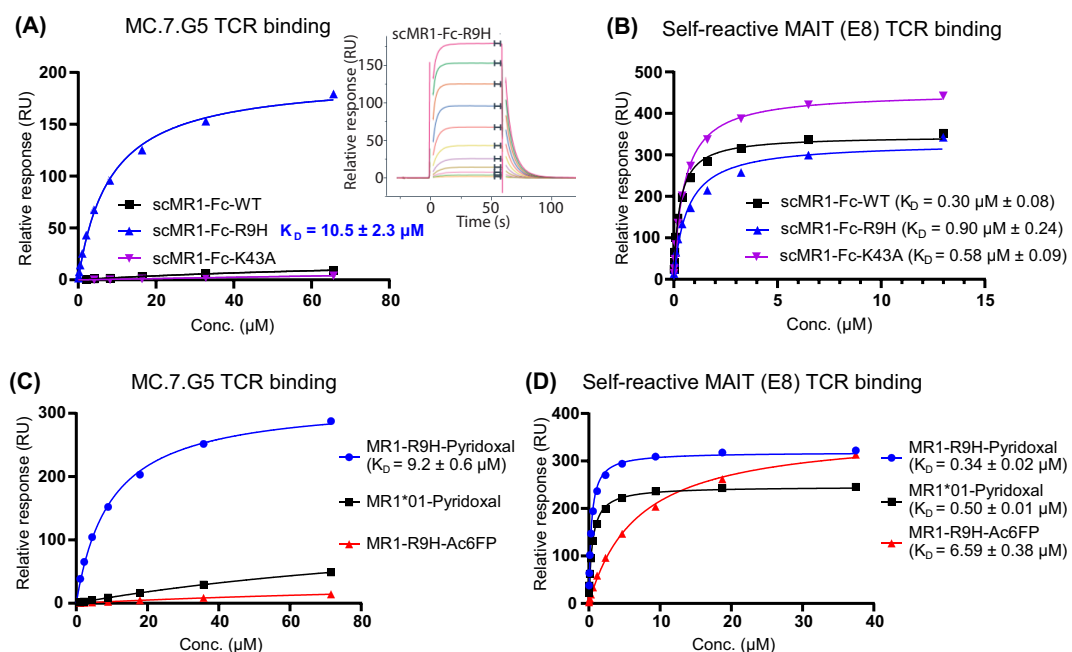 (A)
MC.7.G5 TCR binding
Relative response (RU)
200
150
100
50
0
0
20
40
60
80
Conc. (µM)
scMR1-Fc-WT
scMR1-Fc-R9H K D = 10.5 ± 2.3 µM
scMR1-Fc-K43A
scMR1-Fc-R9H
Relative response (RU)
150
100
50
0
0
50
100
Time (s)
(B)
Self-reactive MAIT (E8) TCR binding
Relative response (RU)
500
400
300
200
100
0
0
5
10
15
Conc. (µM)
scMR1-Fc-WT (KD = 0.30 µM ± 0.08)
scMR1-Fc-R9H (KD = 0.90 µM ± 0.24)
scMR1-Fc-K43A (KD = 0.58 µM ± 0.09)
(C)
MC.7.G5 TCR binding
Relative response (RU)
300
200
100
0
0
20
40
60
80
Conc. (µM)
MR1-R9H-Pyridoxal
(KD = 9.2 ± 0.6 µM)
MR1*01-Pyridoxal
MR1-R9H-Ac6FP
(D)
Self-reactive MAIT (E8) TCR binding
Relative response (RU)
400
300
200
100
0
0
10
20
30
40
Conc. (µM)
MR1-R9H-Pyridoxal
(KD = 0.34 ± 0.02 µM)
MR1*01-Pyridoxal
(KD = 0.50 ± 0.01 µM)
MR1-R9H-Ac6FP
(KD = 6.59 ± 0.38 µM)